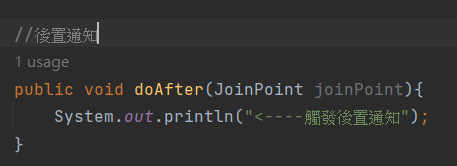 //後置通知
1 usage
public void doAfter(JoinPoint joinPoint){
System.out.println("<----觸發後置通知");
}